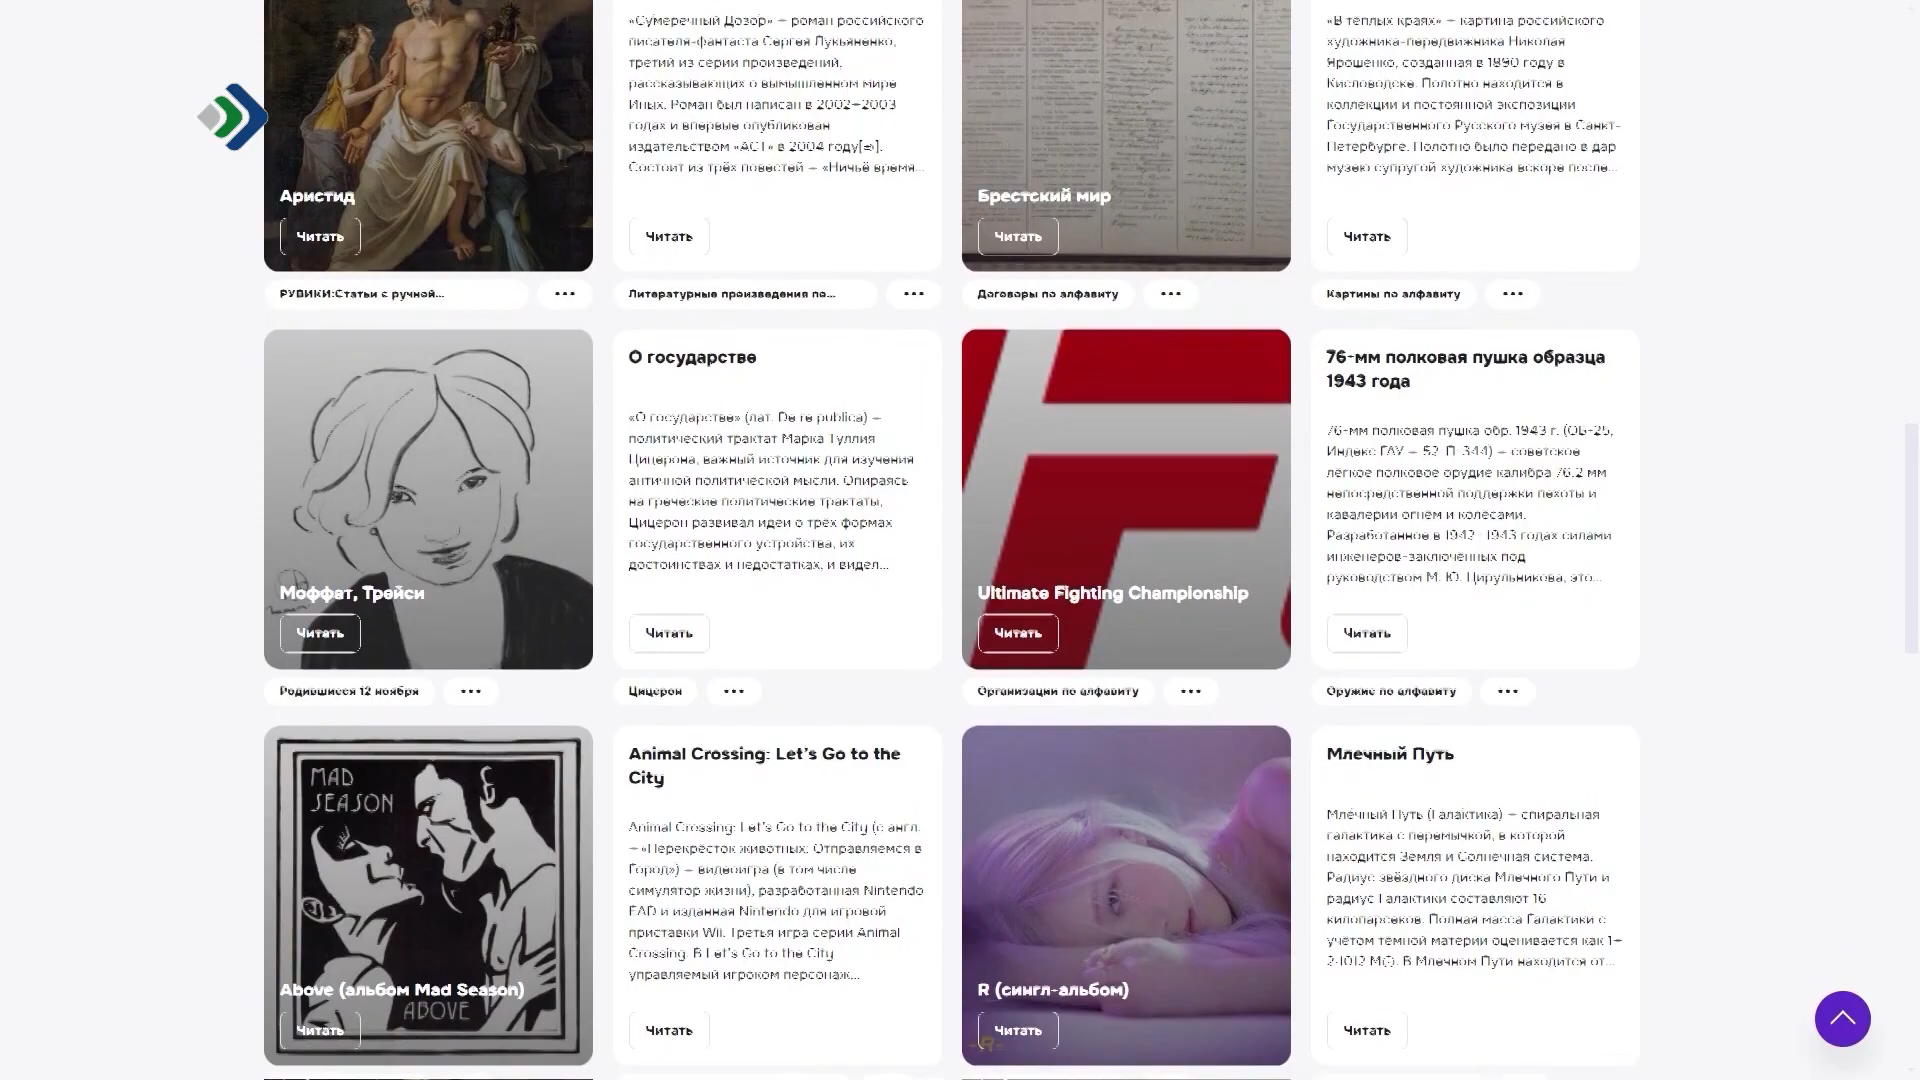 Аристид
Читать
РУВИКИ:Статьи с ручной...
«Сумеречный Дозор» – роман российского
писателя-фантаста Сергея Лукьяненко,
третий из серии произведений,
рассказывающих о вымышленном мире
Иных. Роман был написан в 2002–2003
годах и впервые опубликован
издательством «АСТ» в 2004 году[⇨].
Состоит из трёх повестей – «Ничьё время...
Читать
Литературные произведения по...
Брестский мир
Читать
Договоры по алфавиту
«В тёплых краях» – картина российского
художника-передвижника Николая
Ярошенко, созданная в 1890 году в
Кисловодске. Полотно находится в
коллекции и постоянной экспозиции
Государственного Русского музея в Санкт-
Петербурге. Полотно было передано в дар
музею супругой художника вскоре после...
Читать
Картины по алфавиту
Моффат, Трейси
Читать
Родившиеся 12 ноября
О государстве
«О государстве» (лат. De re publica) –
политический трактат Марка Туллия
Цицерона, важный источник для изучения
античной политической мысли. Опираясь
на греческие политические трактаты,
Цицерон развивал идеи о трёх формах
государственного устройства, их
достоинствах и недостатках, и видел...
Читать
Цицерон
Ultimate Fighting Championship
Читать
Организации по алфавиту
76-мм полковая пушка образца
1943 года
76-мм полковая пушка обр. 1943 г. (ОБ-25,
Индекс ГАУ – 52-П-344) – советское
лёгкое полковое орудие калибра 76,2 мм
непосредственной поддержки пехоты и
кавалерии огнём и колёсами.
Разработанное в 1942–1943 годах силами
инженеров-заключённых под
руководством М. Ю. Цирульникова, это...
Читать
Оружие по алфавиту
MAD
SEASON
Above (альбом Mad Season)
ABOVE
Читать
Animal Crossing: Let's Go to the
City
Animal Crossing: Let's Go to the City (с англ.
– «Перекрёсток животных: Отправляемся в
Город») – видеоигра (в том числе
симулятор жизни), разработанная Nintendo
EAD и изданная Nintendo для игровой
приставки Wii. Третья игра серии Animal
Crossing. В Let's Go to the City
управляемый игроком персонаж...
Читать
R (сингл-альбом)
Читать
-R-
Млечный Путь
Мле́чный Путь (Гала́ктика) – спиральная
галактика с перемычкой, в которой
находится Земля и Солнечная система.
Радиус звёздного диска Млечного Пути и
радиус Галактики составляют 16
килопарсеков. Полная масса Галактики с
учётом тёмной материи оценивается как 1–
2·1012 M☉. В Млечном Пути находится от...
Читать